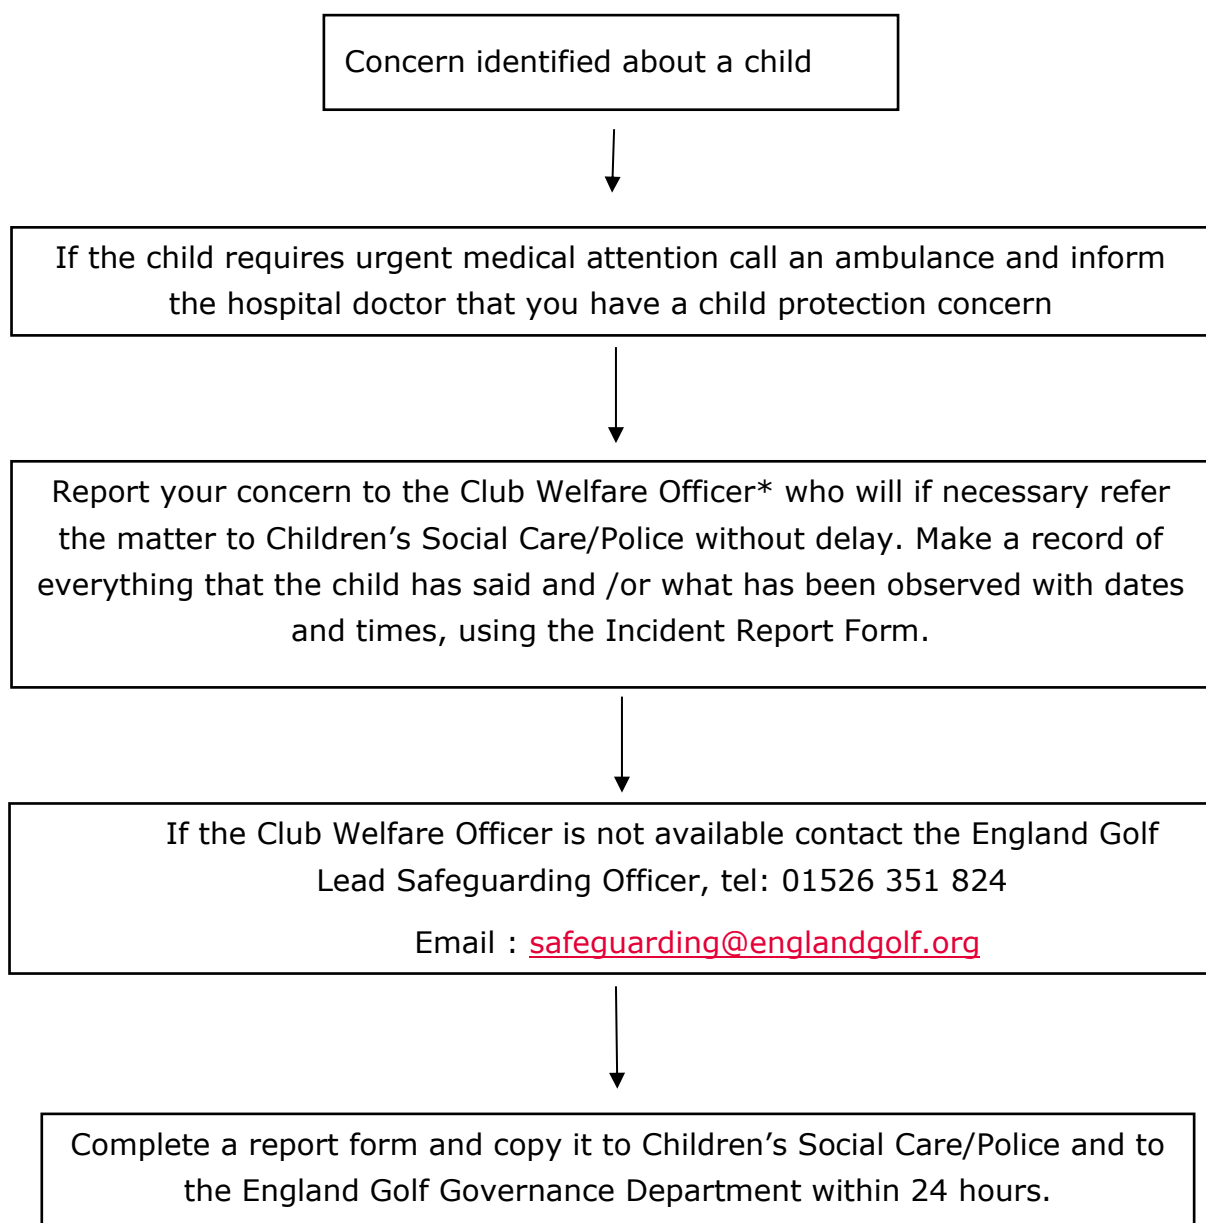 Concern identified about a child
If the child requires urgent medical attention call an ambulance and inform
the hospital doctor that you have a child protection concern
Report your concern to the Club Welfare Officer* who will if necessary refer
the matter to Children’s Social Care/Police without delay. Make a record of
everything that the child has said and /or what has been observed with dates
and times, using the Incident Report Form.
If the Club Welfare Officer is not available contact the England Golf
Lead Safeguarding Officer, tel: 01526 351 824
Email : safeguarding@englandgolf.org
Complete a report form and copy it to Children’s Social Care/Police and to
the England Golf Governance Department within 24 hours.